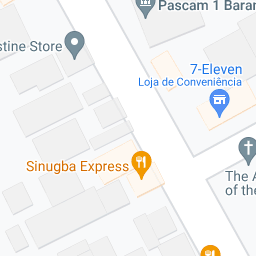 Pascam 1 Baran
stine Store
7-Eleven
Loja de Conveniência
Sinugba Express
The A
of the